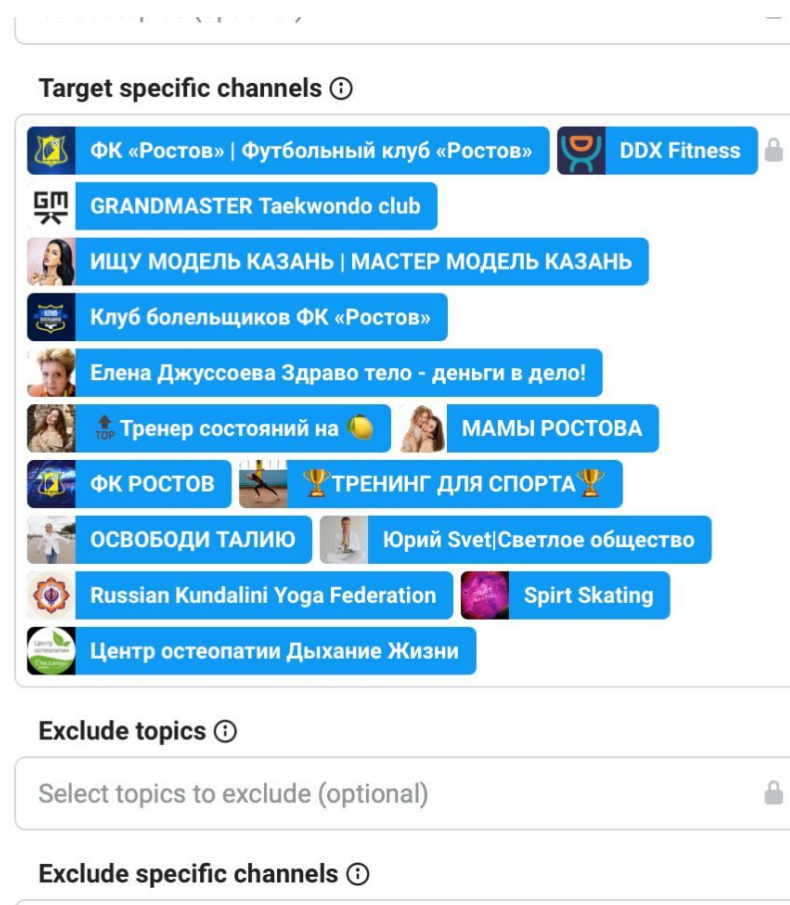 Target specific channels
ФК «Ростов» | Футбольный клуб «Ростов» DDX Fitness
GRANDMASTER Taekwondo club
ИЩУ МОДЕЛЬ КАЗАНЬ | МАСТЕР МОДЕЛЬ КАЗАНЬ
Клуб болельщиков ФК «Ростов»
Елена Джуссоева Здраво тело - деньги в дело!
🔝Тренер состояний на 🍋 МАМЫ РОСТОВА
ФК РОСТОВ 🏆ТРЕНИНГ ДЛЯ СПОРТА🏆
ОСВОБОДИ ТАЛИЮ Юрий Svet|Светлое общество
Russian Kundalini Yoga Federation Spirt Skating
Центр остеопатии Дыхание Жизни
Exclude topics
Select topics to exclude (optional)
Exclude specific channels